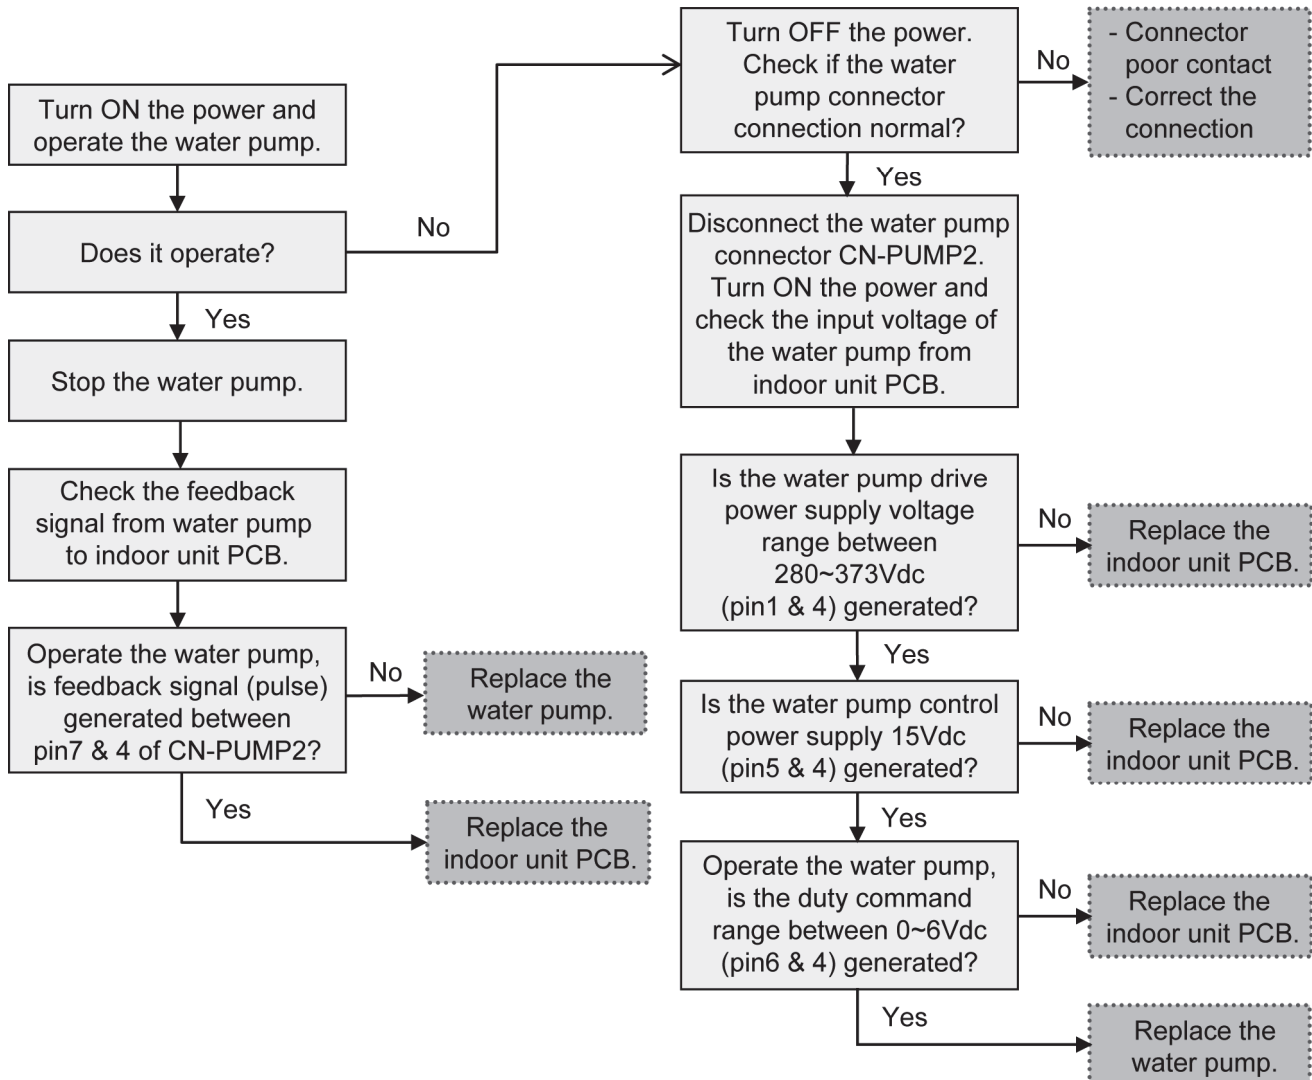 Turn ON the power and
operate the water pump.
Does it operate?
No
Yes
Stop the water pump.
Check the feedback
signal from water pump
to indoor unit PCB.
Operate the water pump,
is feedback signal (pulse)
generated between
pin7 & 4 of CN-PUMP2?
No
Replace the
water pump.
Yes
Replace the
indoor unit PCB.
Turn OFF the power.
Check if the water
pump connector
connection normal?
No
- Connector
poor contact
- Correct the
connection
Yes
Disconnect the water pump
connector CN-PUMP2.
Turn ON the power and
check the input voltage of
the water pump from
indoor unit PCB.
Is the water pump drive
power supply voltage
range between
280~373Vdc
(pin1 & 4) generated?
No
Replace the
indoor unit PCB.
Yes
Is the water pump control
power supply 15Vdc
(pin5 & 4) generated?
No
Replace the
indoor unit PCB.
Yes
Operate the water pump,
is the duty command
range between 0~6Vdc
(pin6 & 4) generated?
No
Replace the
indoor unit PCB.
Yes
Replace the
water pump.